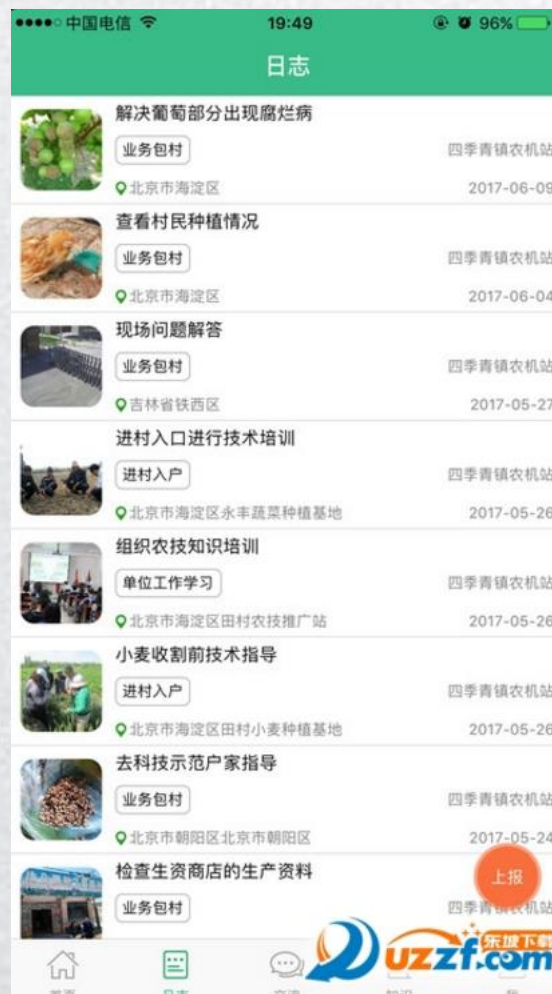 中国电信 19:49 96%
日志
解决葡萄部分出现腐烂病
业务包村 四季青镇农机站
北京市海淀区 2017-06-09
查看村民种植情况
业务包村 四季青镇农机站
北京市海淀区 2017-06-04
现场问题解答
业务包村 四季青镇农机站
吉林省铁西区 2017-05-27
进村入口进行技术培训
进村入户 四季青镇农机站
北京市海淀区永丰蔬菜种植基地 2017-05-26
组织农技知识培训
单位工作学习 四季青镇农机站
北京市海淀区田村农技推广站 2017-05-26
小麦收割前技术指导
进村入户 四季青镇农机站
北京市海淀区田村小麦种植基地 2017-05-26
去科技示范户家指导
业务包村 四季青镇农机站
北京市朝阳区北京市朝阳区 2017-05-24
检查生资商店的生产资料
上报
业务包村 四季青镇农机站
东坡下载
uzzf.com